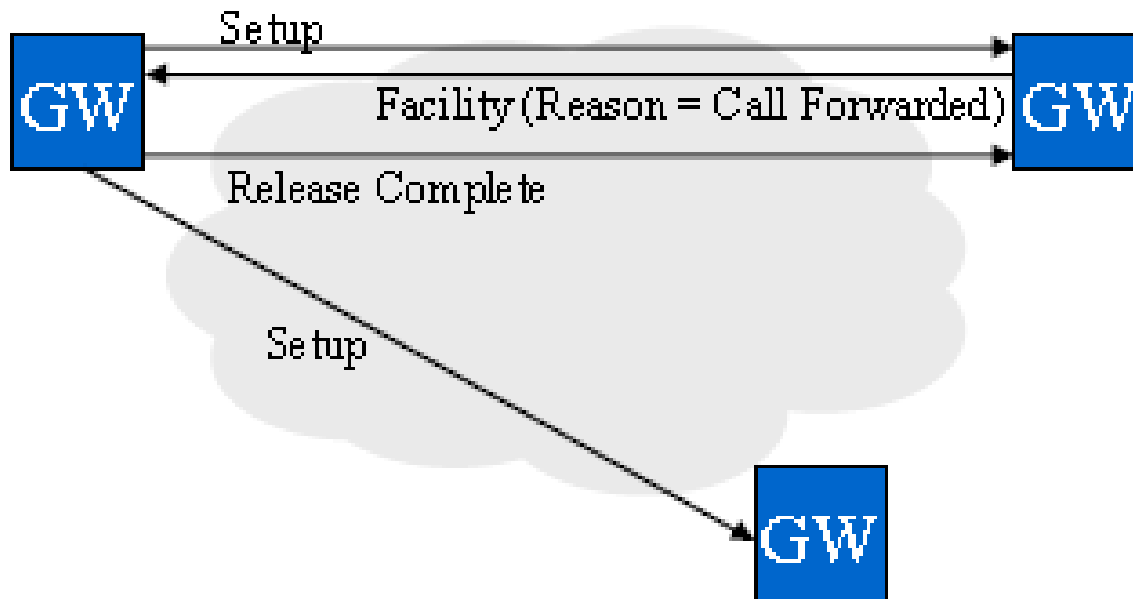 Setup
GW
GW
Facility (Reason = Call Forwarded)
Release Complete
Setup
GW